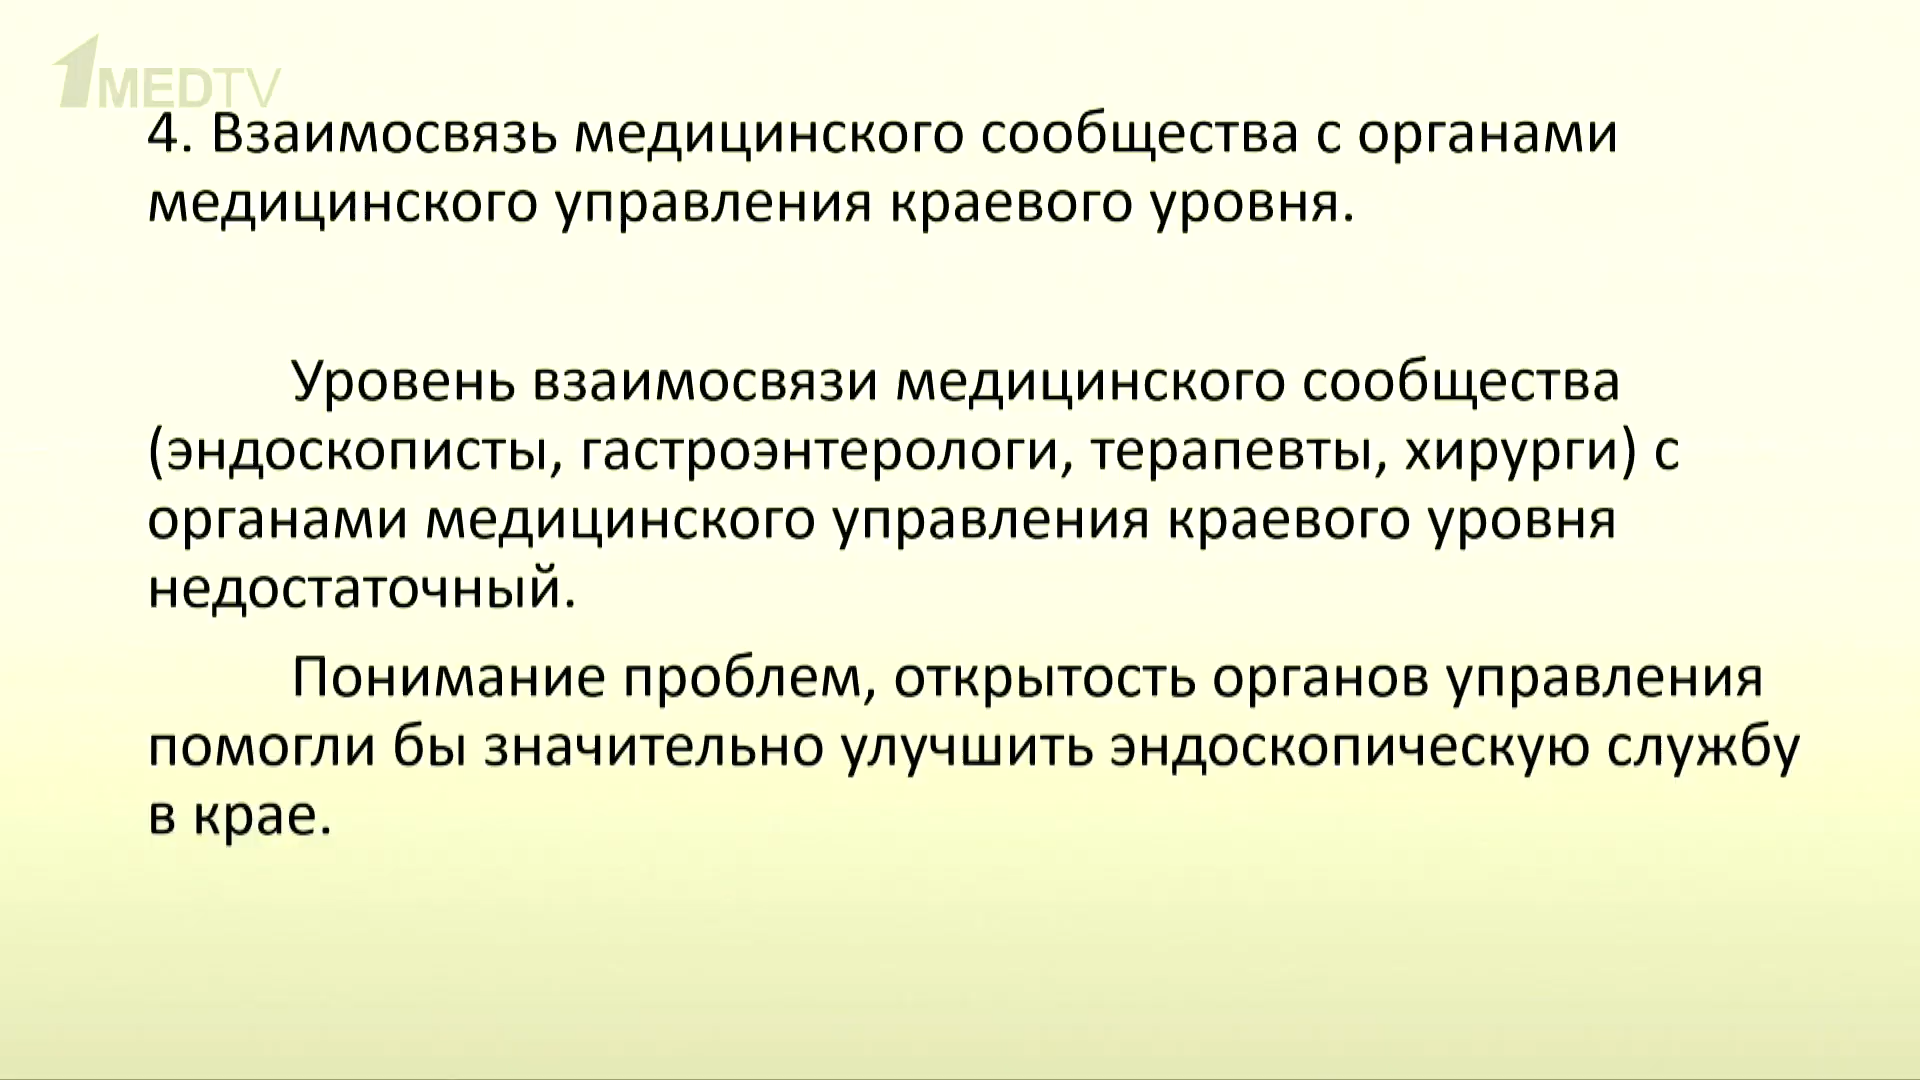 1MEDTV
4. Взаимосвязь медицинского сообщества с органами
медицинского управления краевого уровня.
Уровень взаимосвязи медицинского сообщества
(эндоскописты, гастроэнтерологи, терапевты, хирурги) с
органами медицинского управления краевого уровня
недостаточный.
Понимание проблем, открытость органов управления
помогли бы значительно улучшить эндоскопическую службу
в крае.